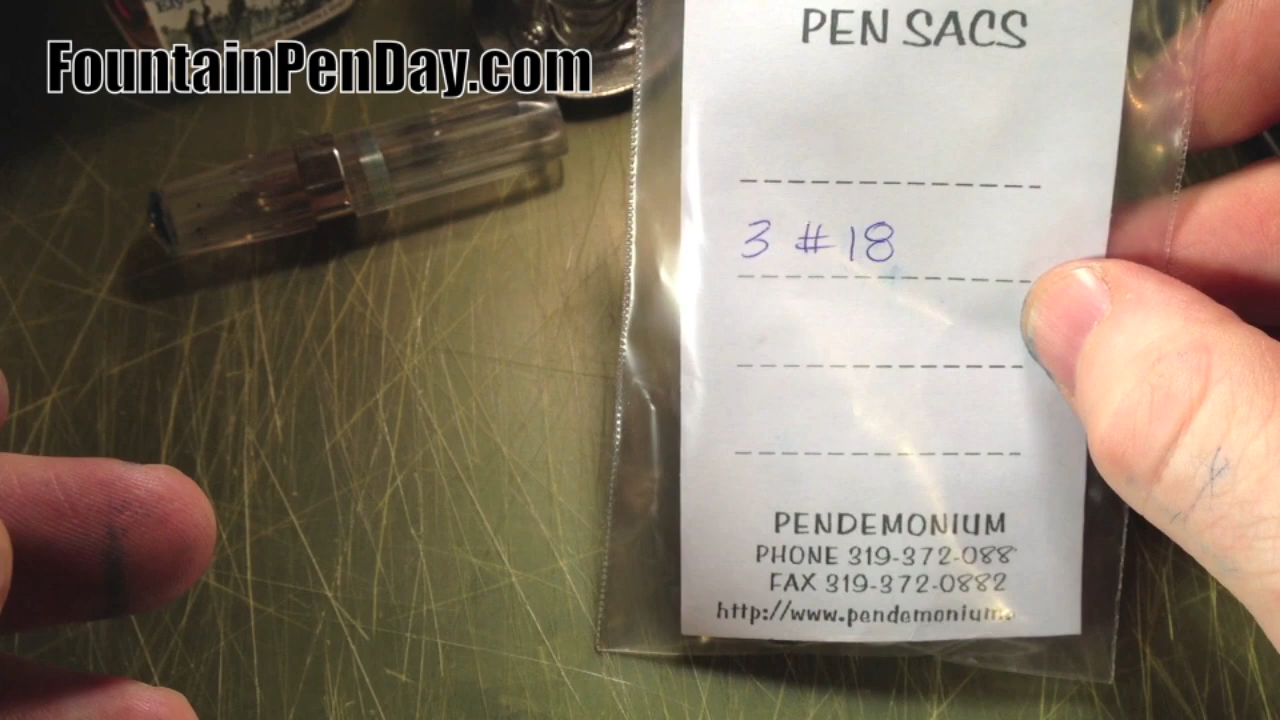 FountainPenDay.com
PEN SACS
3 #18
PENDEMONIUM
PHONE 319-372-088
FAX 319-372-0882
http://www.pendemonium.